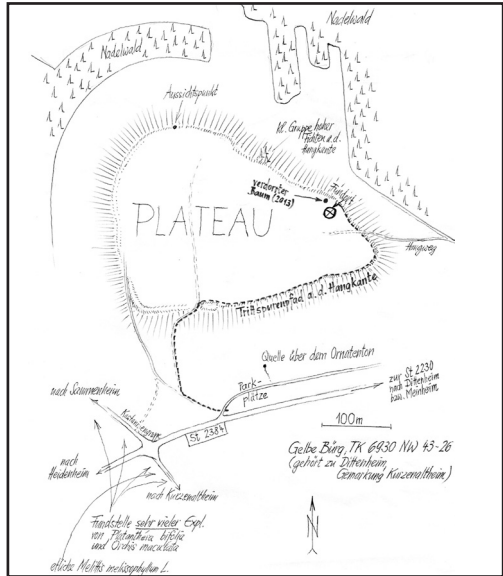 Nadelwald
Nadelwald
Aussichtspunkt
kl. Gruppe hoher
Fichten a.d.
Hangkante
verdorrter
Baum (2013)
Fundort
PLATEAU
Hangweg
Trittspurenpfad a.d. Hangkante
Quelle über dem Ornatenton
Park-
plätze
zur St 2230
nach Dittenheim
bzw. Meinheim
nach Sammenheim
St 2384
100m
nach
Heidenheim
nach Kurzenaltheim
Gelbe Bürg, TK 6930 NW 43-26
(gehört zu Dittenheim,
Gemarkung Kurzenaltheim)
Fundstelle sehr vieler Expl.
von Platanthera bifolia
und Orchis maculata
Melittis melissophyllum L.
N